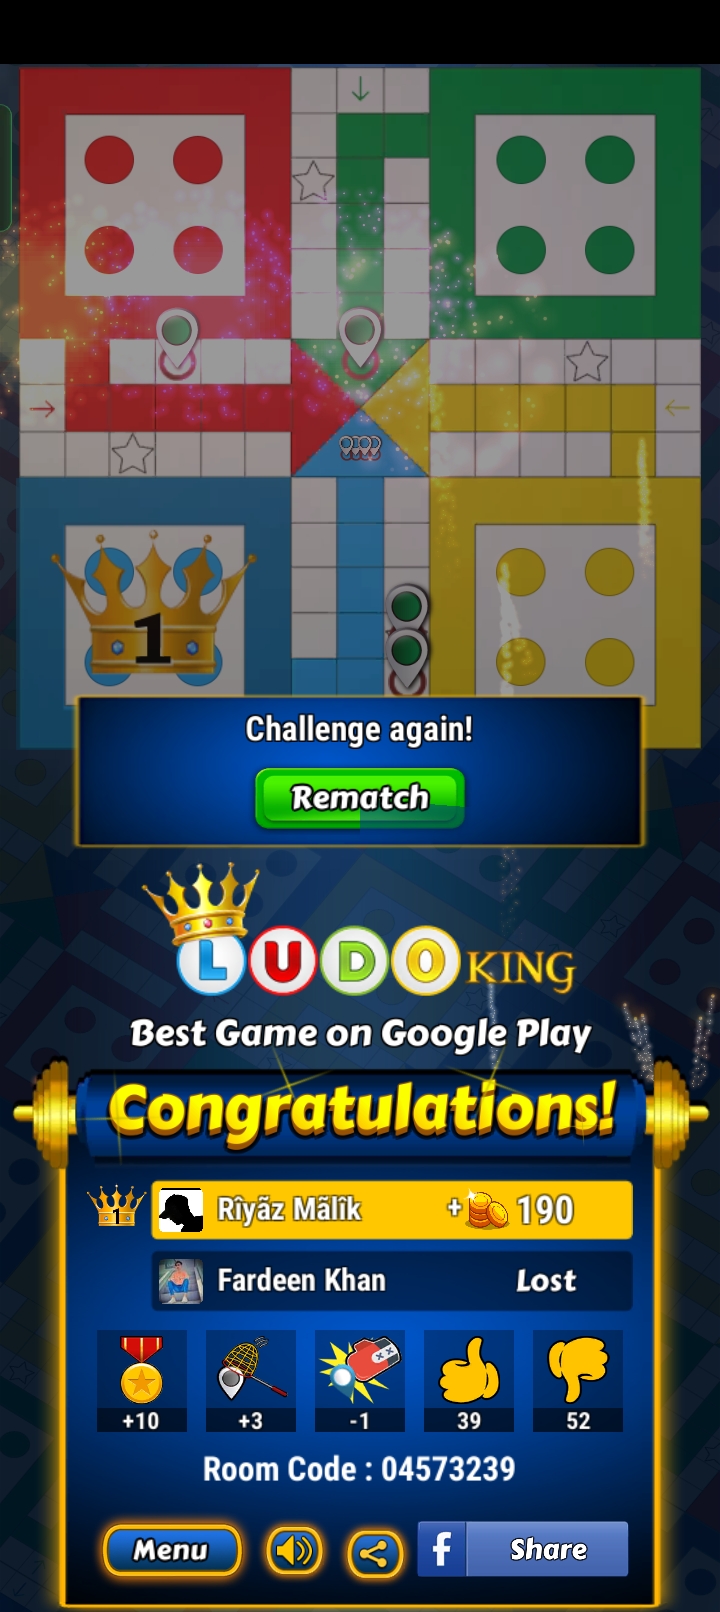 1
Challenge again!
Rematch
LUDO KING
Best Game on Google Play
Congratulations!
1 Rîyãz Mãlîk + 190
Fardeen Khan Lost
+10 +3 -1 39 52
Room Code : 04573239
Menu f Share